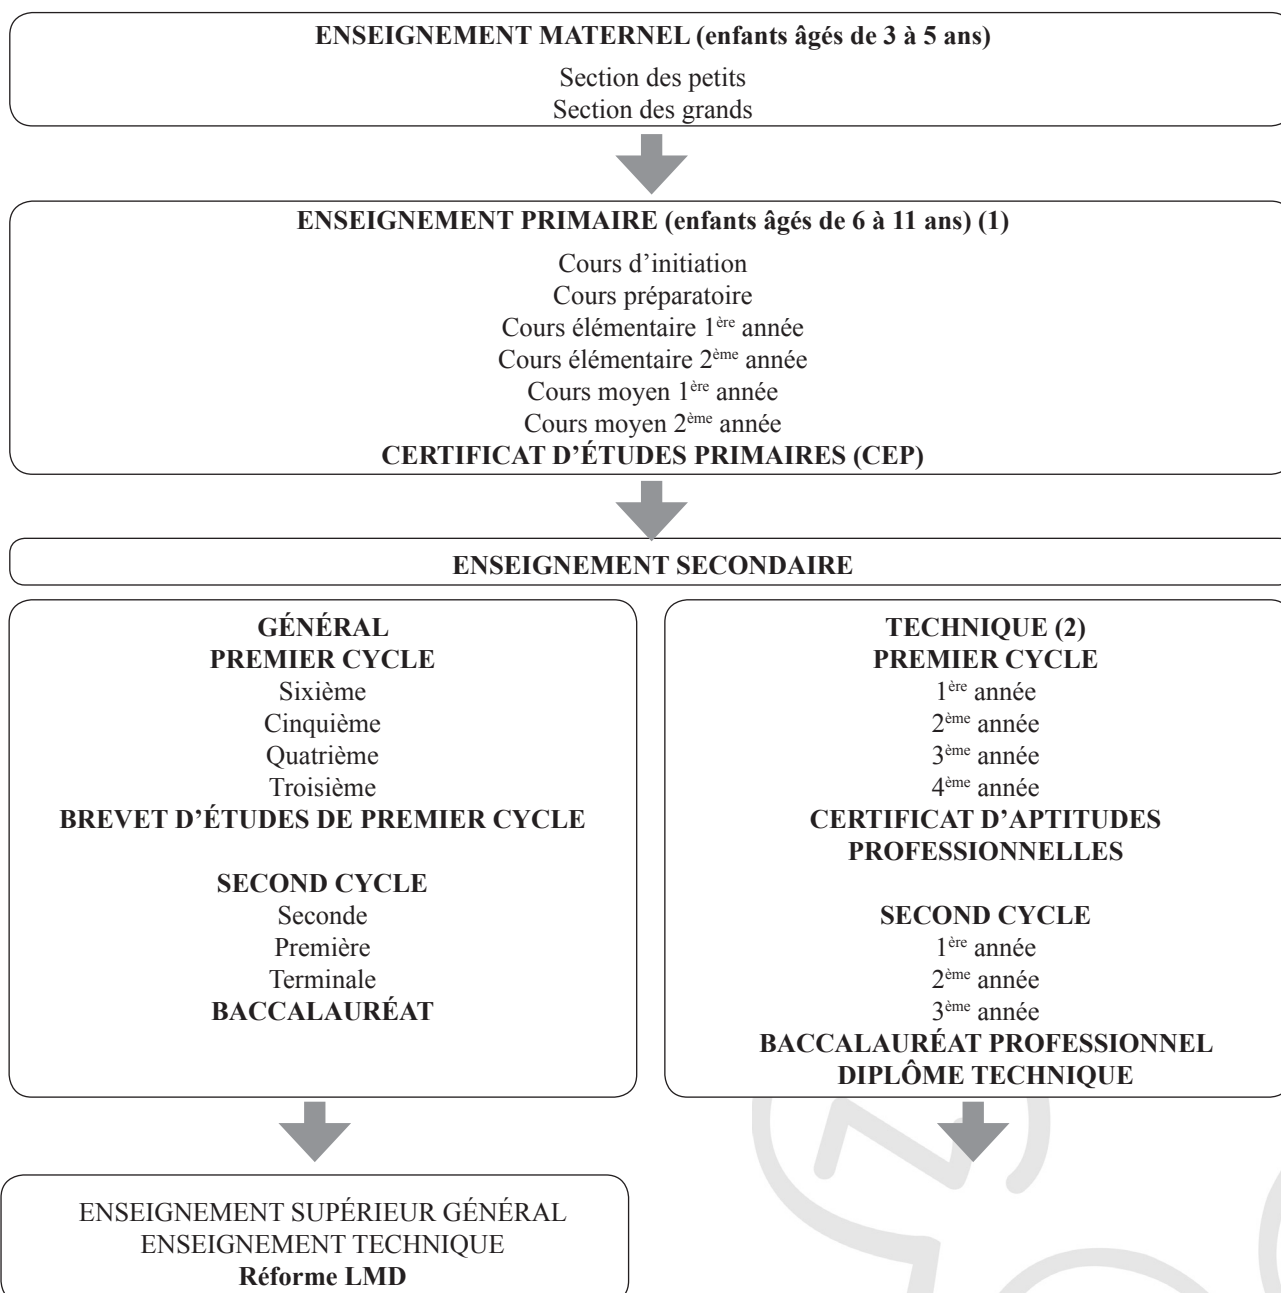 ENSEIGNEMENT MATERNEL (enfants âgés de 3 à 5 ans)
Section des petits
Section des grands
ENSEIGNEMENT PRIMAIRE (enfants âgés de 6 à 11 ans) (1)
Cours d’initiation
Cours préparatoire
Cours élémentaire 1ère année
Cours élémentaire 2ème année
Cours moyen 1ère année
Cours moyen 2ème année
CERTIFICAT D’ÉTUDES PRIMAIRES (CEP)
ENSEIGNEMENT SECONDAIRE
GÉNÉRAL
PREMIER CYCLE
Sixième
Cinquième
Quatrième
Troisième
BREVET D’ÉTUDES DE PREMIER CYCLE
SECOND CYCLE
Seconde
Première
Terminale
BACCALAURÉAT
TECHNIQUE (2)
PREMIER CYCLE
1ère année
2ème année
3ème année
4ème année
CERTIFICAT D’APTITUDES
PROFESSIONNELLES
SECOND CYCLE
1ère année
2ème année
3ème année
BACCALAURÉAT PROFESSIONNEL
DIPLÔME TECHNIQUE
ENSEIGNEMENT SUPÉRIEUR GÉNÉRAL
ENSEIGNEMENT TECHNIQUE
Réforme LMD